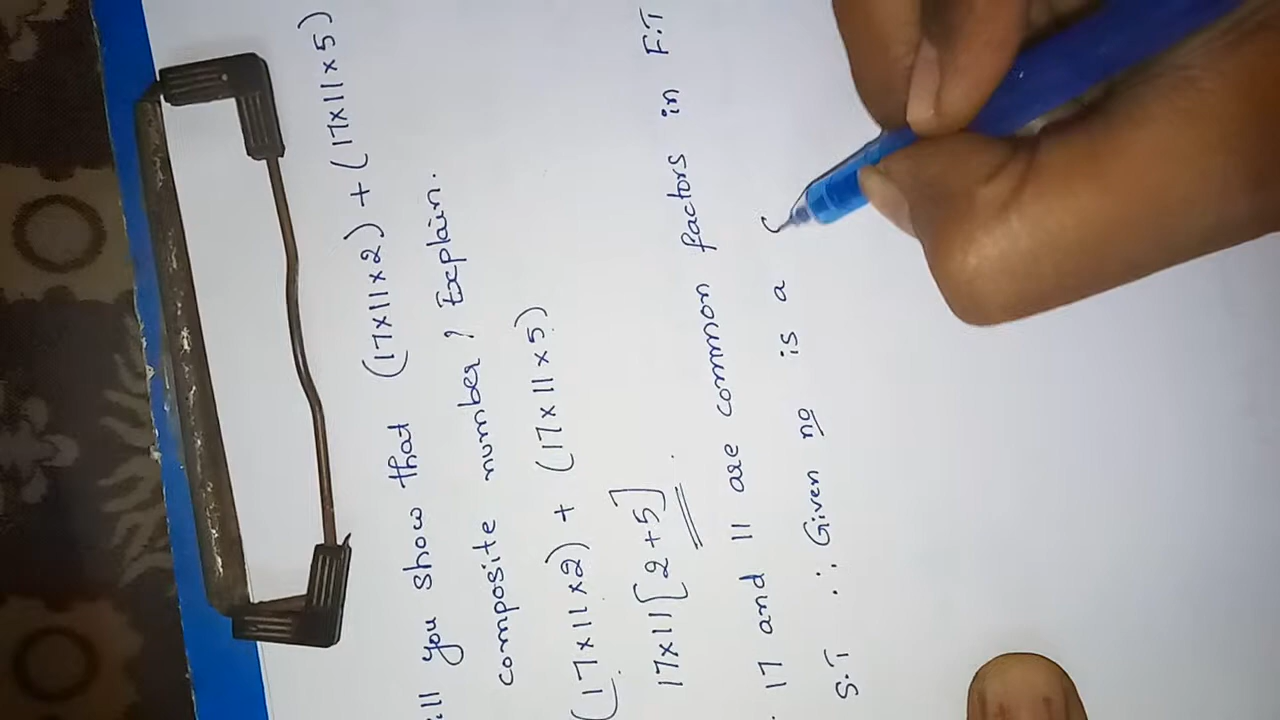 ill you show that (17×11×2) + (17×11×5)
composite number? Explain.
(17×11×2) + (17×11×5)
17×11[2+5].
17 and 11 are common factors in F.T
S.T ∴ Given no is a C